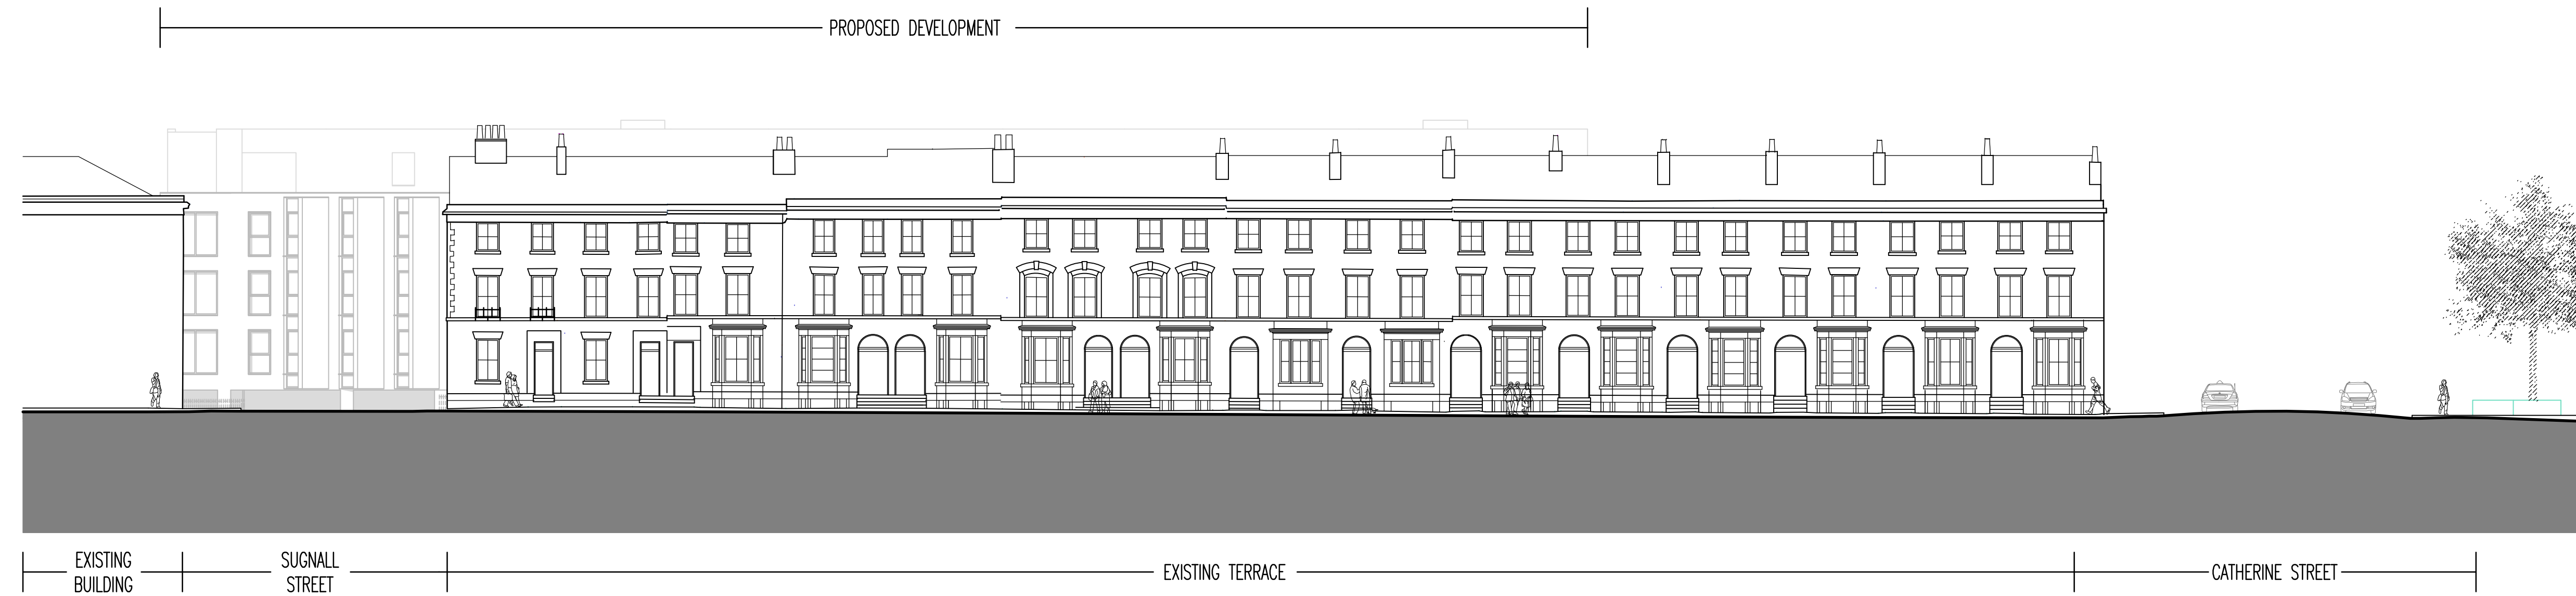 PROPOSED DEVELOPMENT
EXISTING
BUILDING
SUGNALL
STREET
EXISTING TERRACE
CATHERINE STREET